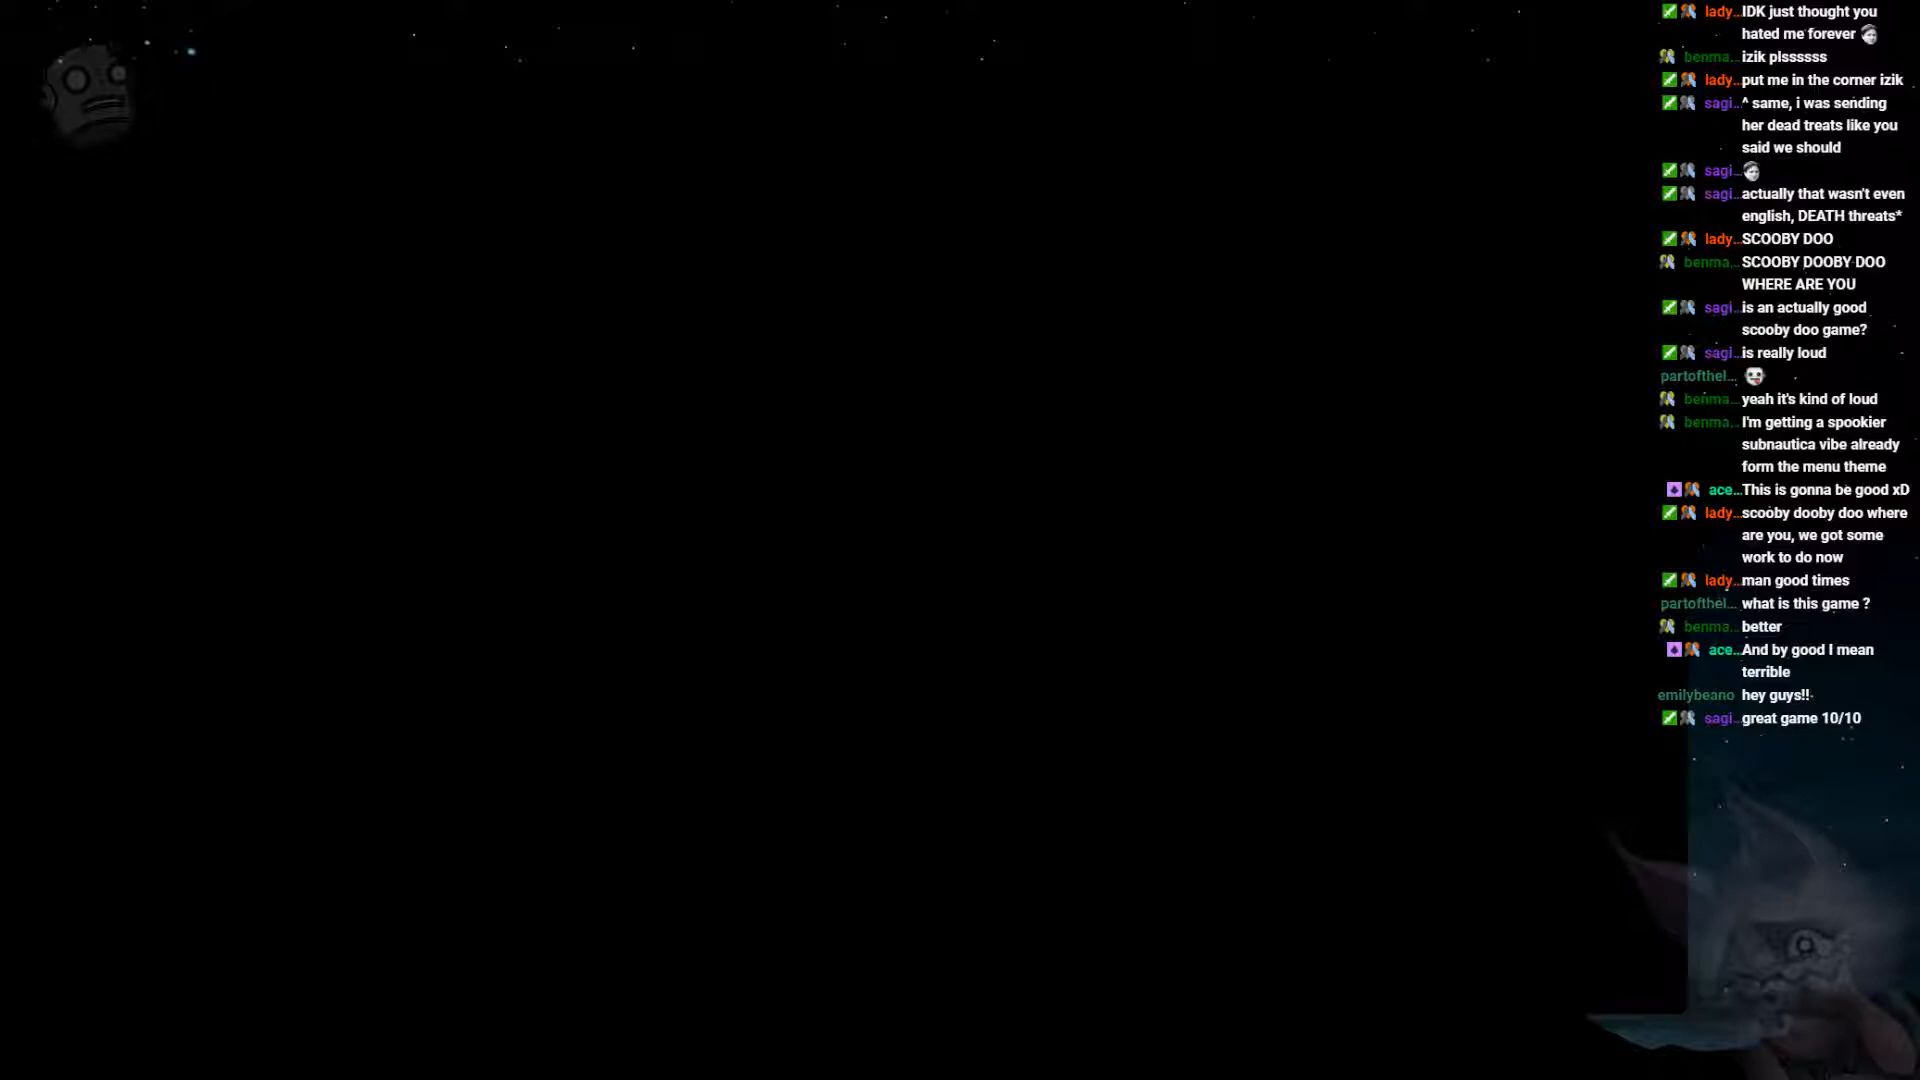 lady...IDK just thought you
hated me forever
benma...izik plssssss
lady...put me in the corner izik
sagi...^ same, i was sending
her dead treats like you
said we should
sagi...
sagi...actually that wasn't even
english, DEATH threats*
lady...SCOOBY DOO
benma...SCOOBY DOOBY DOO
WHERE ARE YOU
sagi...is an actually good
scooby doo game?
sagi...is really loud
partofthel...
benma...yeah it's kind of loud
benma...I'm getting a spookier
subnautica vibe already
form the menu theme
ace...This is gonna be good xD
lady...scooby dooby doo where
are you, we got some
work to do now
lady...man good times
partofthel...what is this game ?
benma...better
ace...And by good I mean
terrible
emilybeano hey guys!!
sagi...great game 10/10